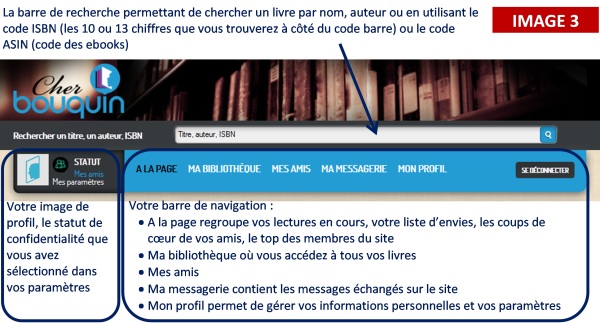 La barre de recherche permettant de chercher un livre par nom, auteur ou en utilisant le
code ISBN (les 10 ou 13 chiffres que vous trouverez à côté du code barre) ou le code
ASIN (code des ebooks)
IMAGE 3
Cher
bouquin
Rechercher un titre, un auteur, ISBN
Titre, auteur, ISBN
STATUT
Mes amis
Mes paramètres
A LA PAGE MA BIBLIOTHÈQUE MES AMIS MA MESSAGERIE MON PROFIL
SE DÉCONNECTER
Votre image de
profil, le statut de
confidentialité que
vous avez
sélectionné dans
vos paramètres
Votre barre de navigation :
• A la page regroupe vos lectures en cours, votre liste d'envies, les coups de
cœur de vos amis, le top des membres du site
• Ma bibliothèque où vous accédez à tous vos livres
• Mes amis
• Ma messagerie contient les messages échangés sur le site
• Mon profil permet de gérer vos informations personnelles et vos paramètres